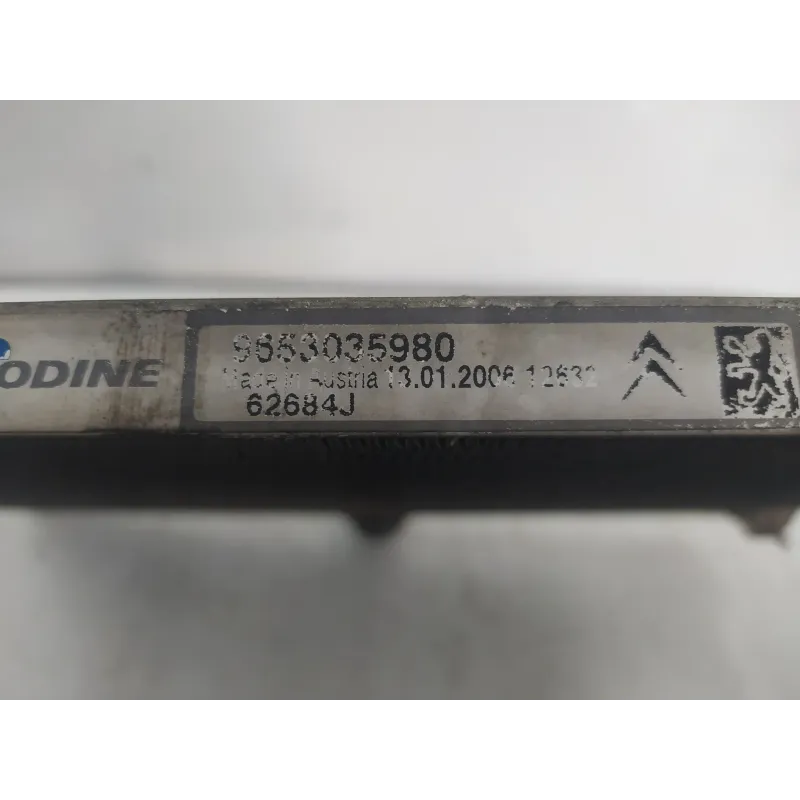 ODINE
9653035980
Made in Austria 13.01.2006 12632
62684J